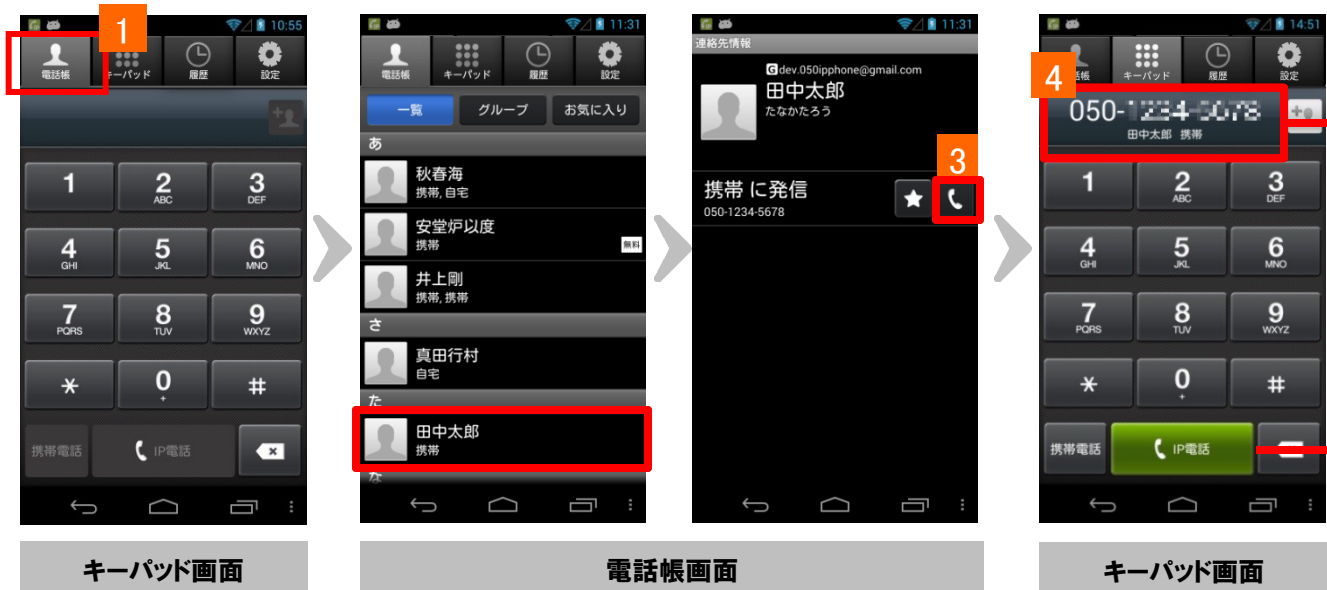 10:55
1
電話帳
キーパッド
履歴
設定
1
2
ABC
3
DEF
4
GHI
5
JKL
6
MNO
7
PQRS
8
TUV
9
WXYZ
*
0
+
#
携帯電話
IP電話
キーパッド画面
11:31
電話帳
キーパッド
履歴
設定
一覧
グループ
お気に入り
あ
秋春海
携帯, 自宅
安堂炉以度
携帯
無料
井上剛
携帯, 携帯
さ
真田行村
自宅
た
田中太郎
携帯
な
11:31
連絡先情報
G dev.050ipphone@gmail.com
田中太郎
たなかたろう
3
携帯 に発信
050-1234-5678
電話帳画面
14:51
4
話帳
キーパッド
履歴
設定
050-1234-5678
田中太郎 携帯
1
2
ABC
3
DEF
4
GHI
5
JKL
6
MNO
7
PQRS
8
TUV
9
WXYZ
*
0
+
#
携帯電話
IP電話
キーパッド画面